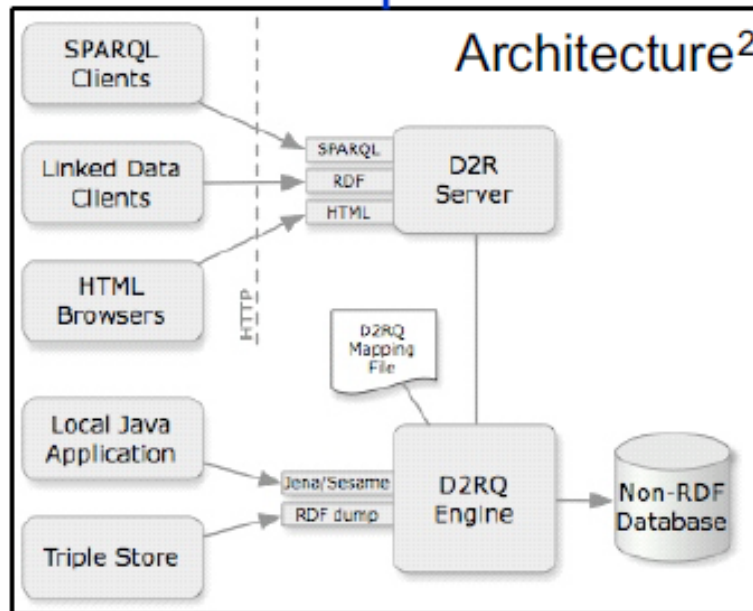 Architecture²
SPARQL
Clients
Linked Data
Clients
HTML
Browsers
HTTP
SPARQL
RDF
HTML
D2R
Server
D2RQ
Mapping
File
Local Java
Application
Triple Store
Jena/Sesame
RDF dump
D2RQ
Engine
Non-RDF
Database